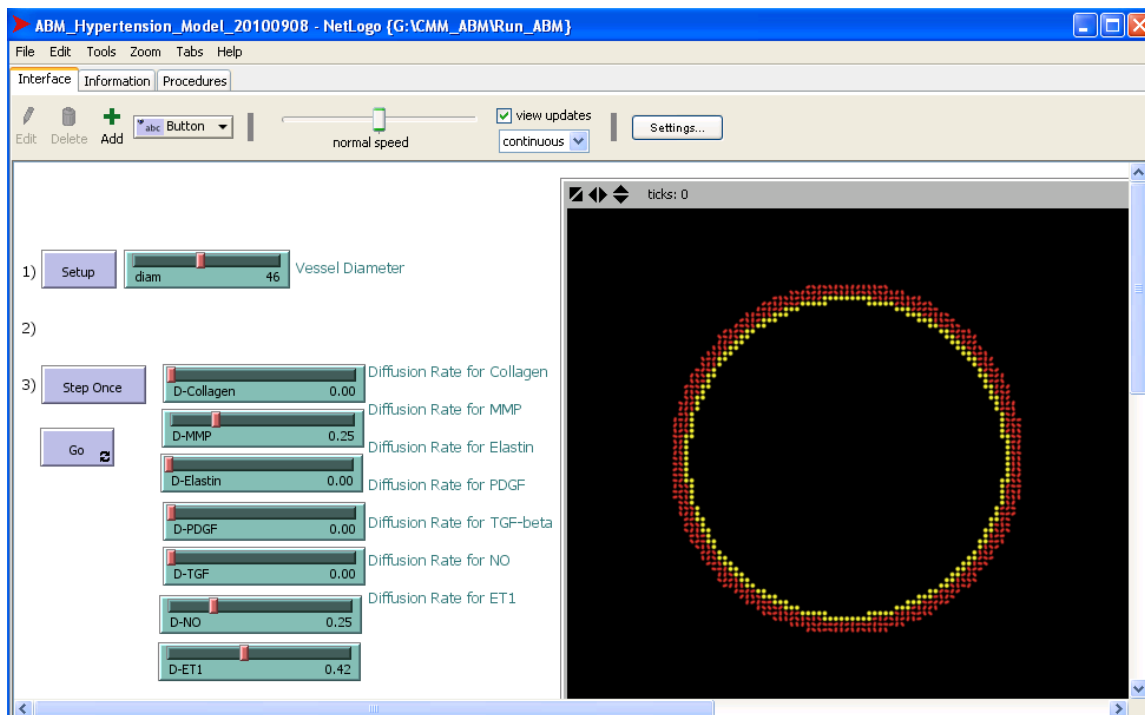 ABM_Hypertension_Model_20100908 - NetLogo {G:\CMM_ABM\Run_ABM}
File Edit Tools Zoom Tabs Help
Interface Information Procedures
Edit Delete Add abc Button normal speed view updates continuous Settings...
ticks: 0
1) Setup diam 46 Vessel Diameter
2)
3) Step Once
Go
D-Collagen 0.00 Diffusion Rate for Collagen
D-MMP 0.25 Diffusion Rate for MMP
D-Elastin 0.00 Diffusion Rate for Elastin
D-PDGF 0.00 Diffusion Rate for PDGF
D-TGF 0.00 Diffusion Rate for TGF-beta
D-NO 0.25 Diffusion Rate for NO
D-ET1 0.42 Diffusion Rate for ET1